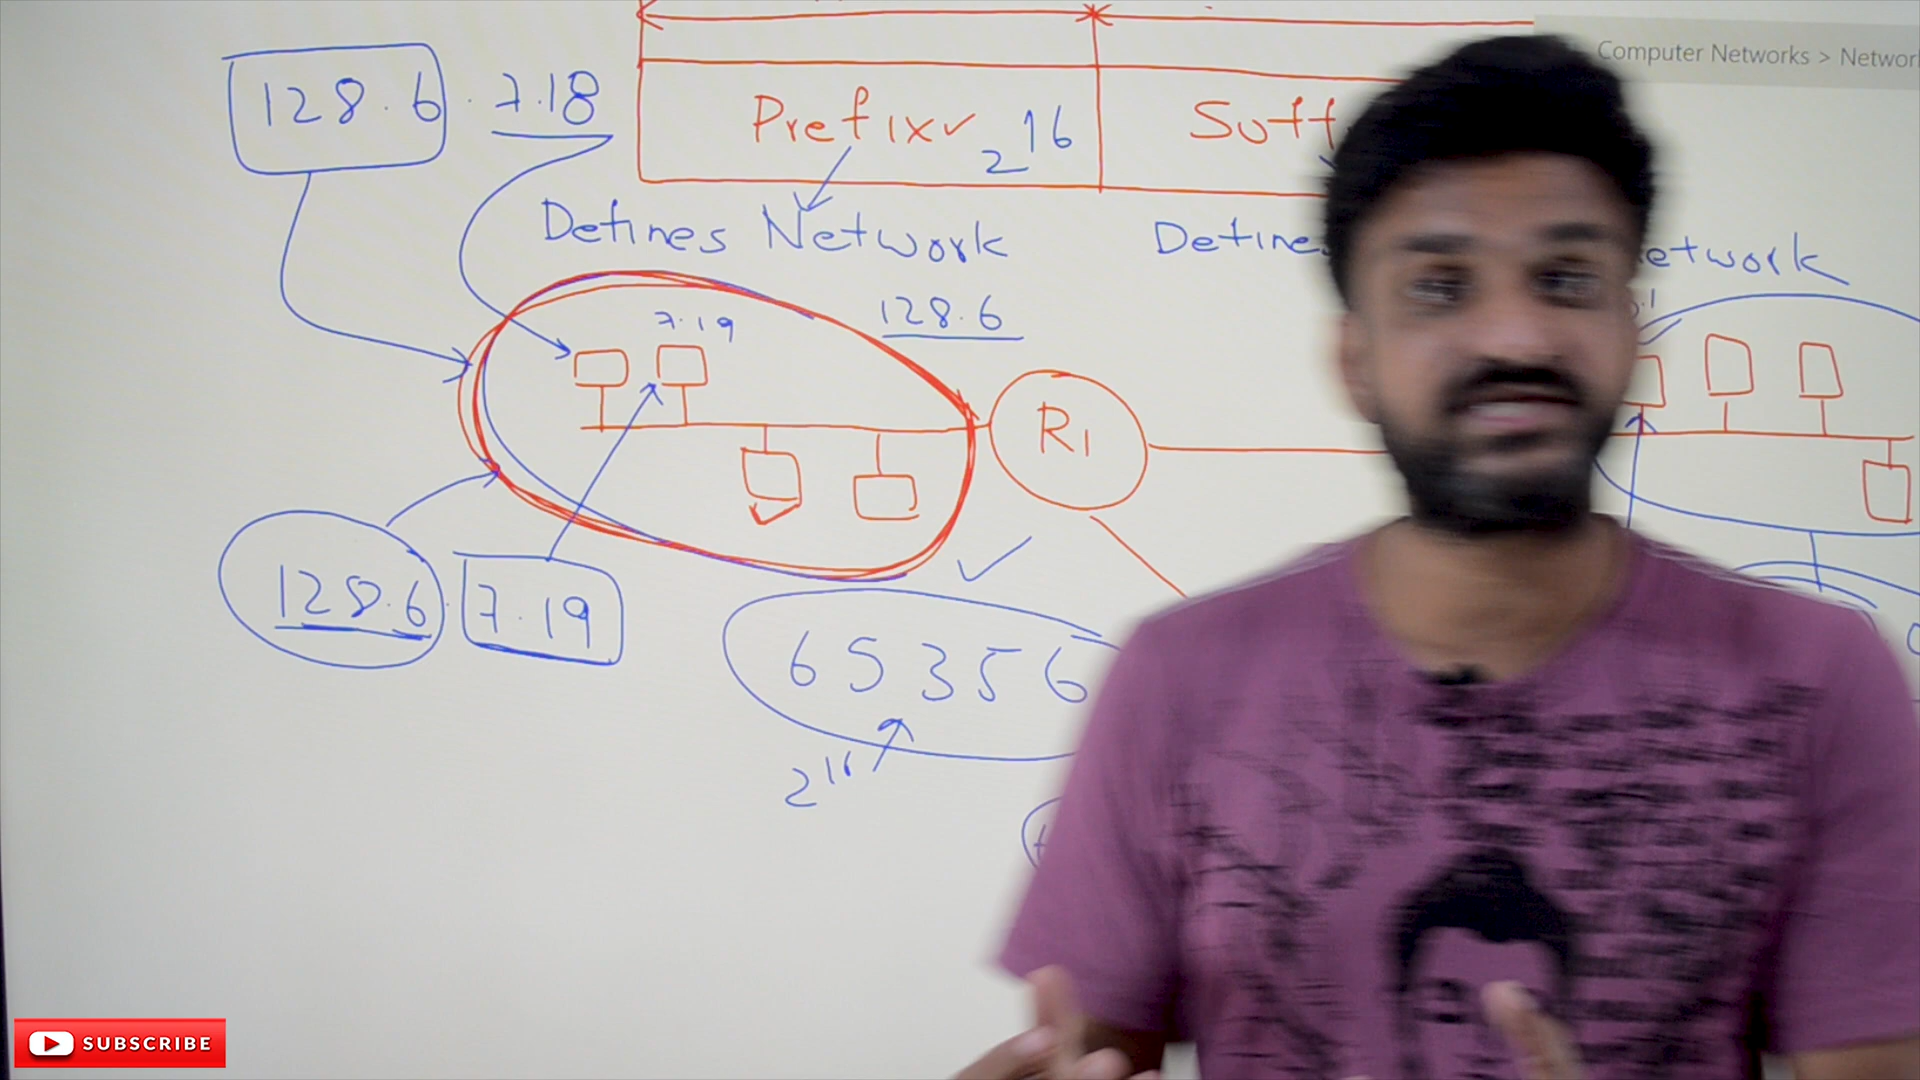 Computer Networks > Networ
128.6.7.18
Prefix 2^16
Suff
Defines Network
Define
etwork
128.6
7.19
R1
128.6.7.19
65356
2^16
SUBSCRIBE